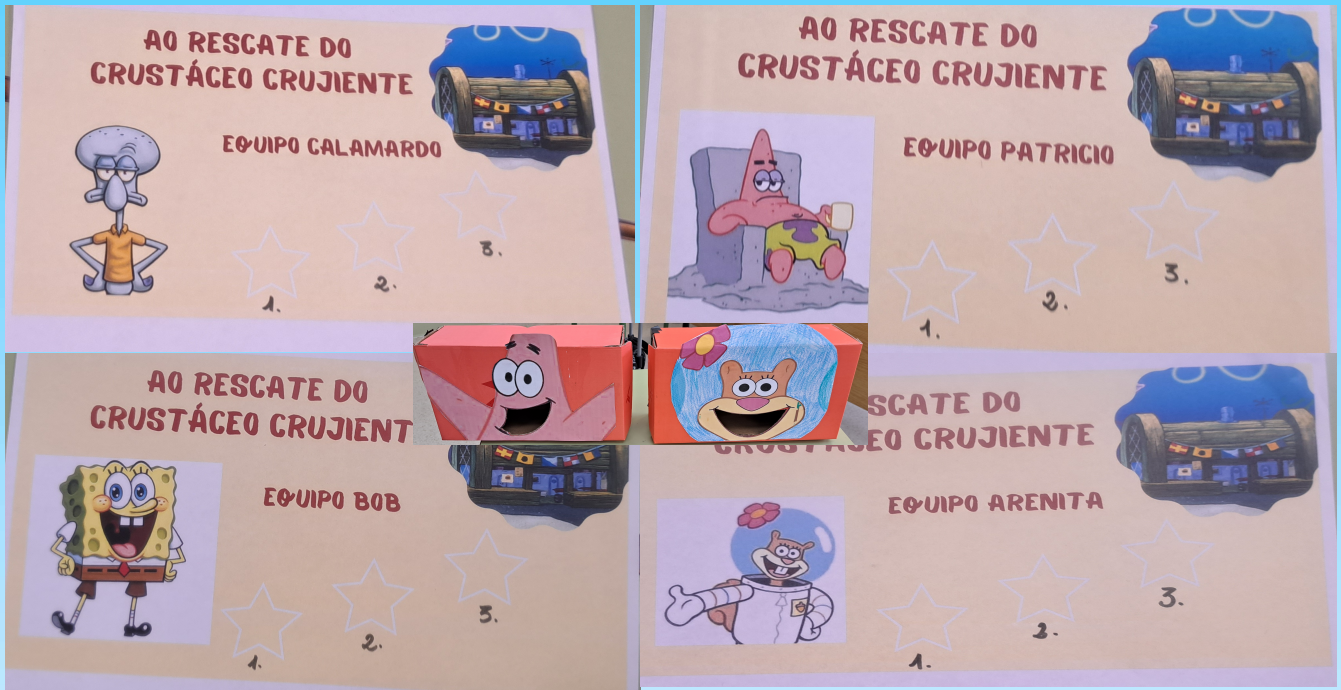 AO RESCATE DO
CRUSTÁCEO CRUJIENTE
EQUIPO CALAMARDO
1.
2.
3.
AO RESCATE DO
CRUSTÁCEO CRUJIENTE
EQUIPO PATRICIO
1.
2.
3.
AO RESCATE DO
CRUSTÁCEO CRUJIENT
EQUIPO BOB
1.
2.
3.
SCATE DO
CRUSTÁCEO CRUJIENTE
EQUIPO ARENITA
1.
2.
3.